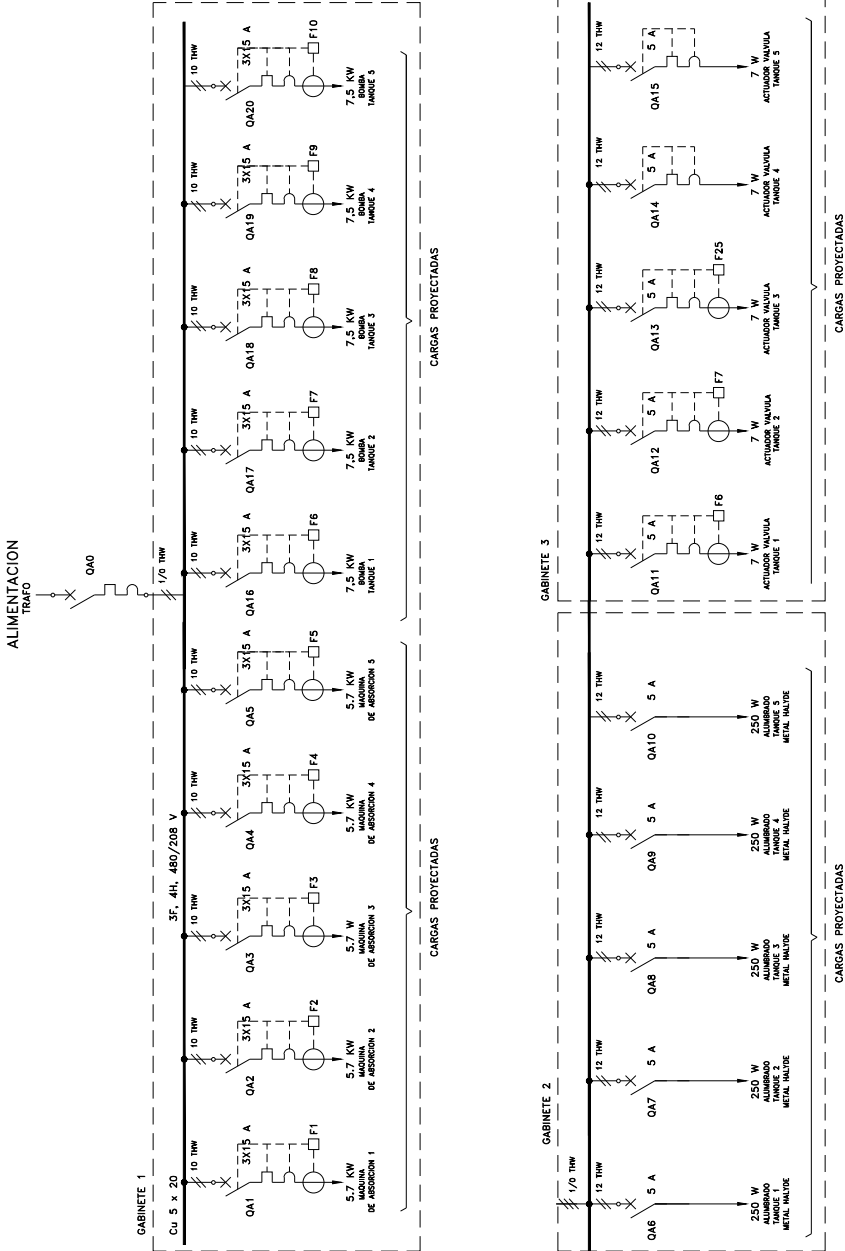 ALIMENTACION
TRAFO
QA0
1/0 THW
GABINETE 1
Cu 5 x 20
3F, 4H, 480/208 V
10 THW
3X15 A
QA1
F1
5.7 KW
MAQUINA
DE ABSORCION 1
10 THW
3X15 A
QA2
F2
5.7 KW
MAQUINA
DE ABSORCION 2
10 THW
3X15 A
QA3
F3
5.7 W
MAQUINA
DE ABSORCION 3
10 THW
3X15 A
QA4
F4
5.7 KW
MAQUINA
DE ABSORCION 4
10 THW
3X15 A
QA5
F5
5.7 KW
MAQUINA
DE ABSORCION 5
CARGAS PROYECTADAS
10 THW
3X15 A
QA16
F6
7,5 KW
BOMBA
TANQUE 1
10 THW
3X15 A
QA17
F7
7,5 KW
BOMBA
TANQUE 2
10 THW
3X15 A
QA18
F8
7,5 KW
BOMBA
TANQUE 3
10 THW
3X15 A
QA19
F9
7,5 KW
BOMBA
TANQUE 4
10 THW
3X15 A
QA20
F10
7,5 KW
BOMBA
TANQUE 5
CARGAS PROYECTADAS
GABINETE 2
1/0 THW
12 THW
5 A
QA6
250 W
ALUMBRADO
TANQUE 1
METAL HALYDE
12 THW
5 A
QA7
250 W
ALUMBRADO
TANQUE 2
METAL HALYDE
12 THW
5 A
QA8
250 W
ALUMBRADO
TANQUE 3
METAL HALYDE
12 THW
5 A
QA9
250 W
ALUMBRADO
TANQUE 4
METAL HALYDE
12 THW
5 A
QA10
250 W
ALUMBRADO
TANQUE 5
METAL HALYDE
CARGAS PROYECTADAS
GABINETE 3
12 THW
5 A
QA11
F6
7 W
ACTUADOR VALVULA
TANQUE 1
12 THW
5 A
QA12
F7
7 W
ACTUADOR VALVULA
TANQUE 2
12 THW
5 A
QA13
F25
7 W
ACTUADOR VALVULA
TANQUE 3
12 THW
5 A
QA14
7 W
ACTUADOR VALVULA
TANQUE 4
12 THW
5 A
QA15
7 W
ACTUADOR VALVULA
TANQUE 5
CARGAS PROYECTADAS